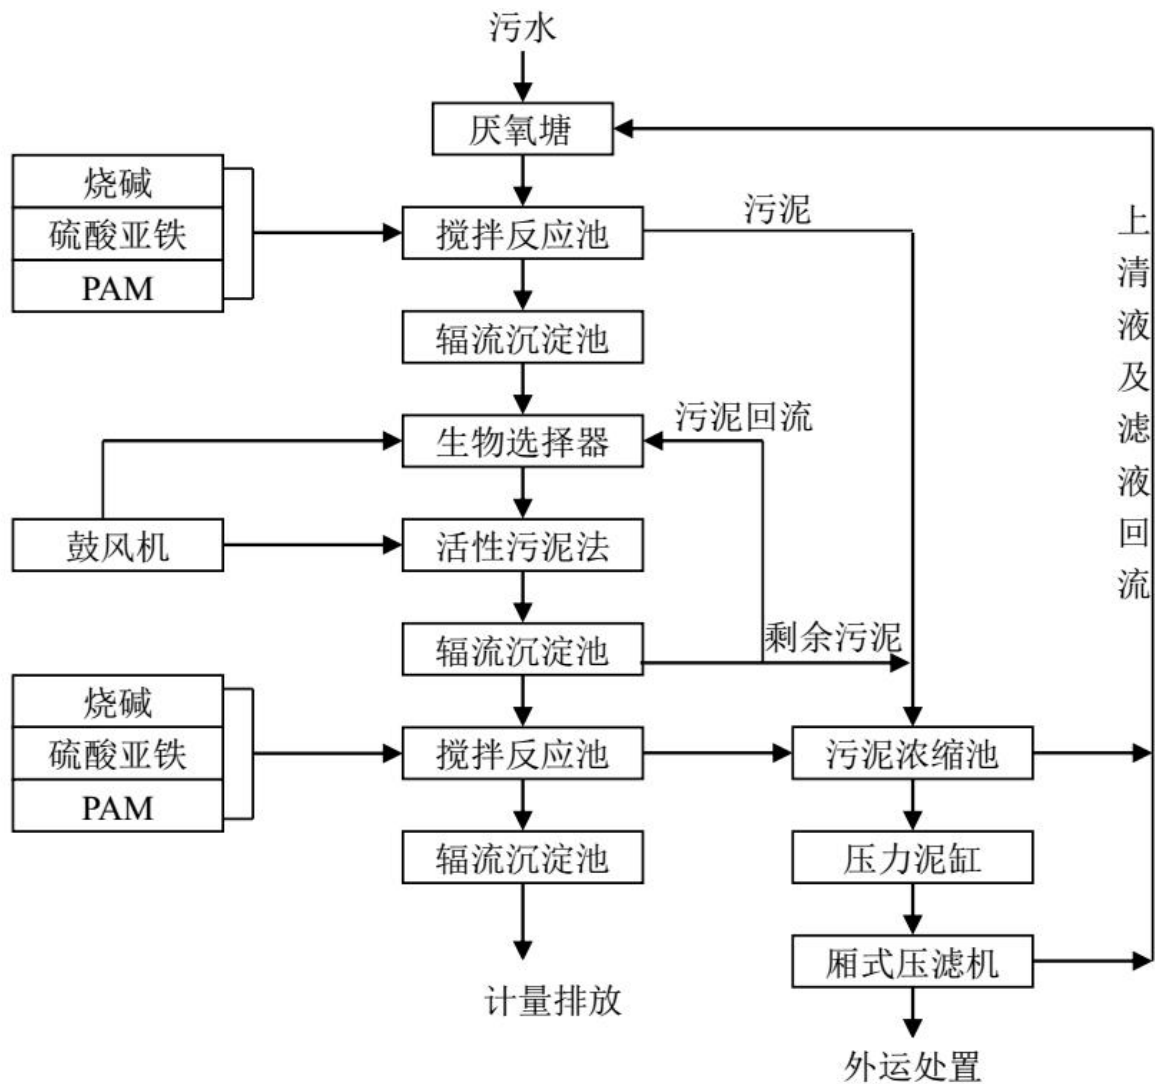 污水
厌氧塘
烧碱
硫酸亚铁
PAM
搅拌反应池
污泥
辐流沉淀池
污泥回流
生物选择器
鼓风机
活性污泥法
剩余污泥
辐流沉淀池
烧碱
硫酸亚铁
PAM
搅拌反应池
污泥浓缩池
辐流沉淀池
压力泥缸
厢式压滤机
计量排放
外运处置
上清液及滤液回流